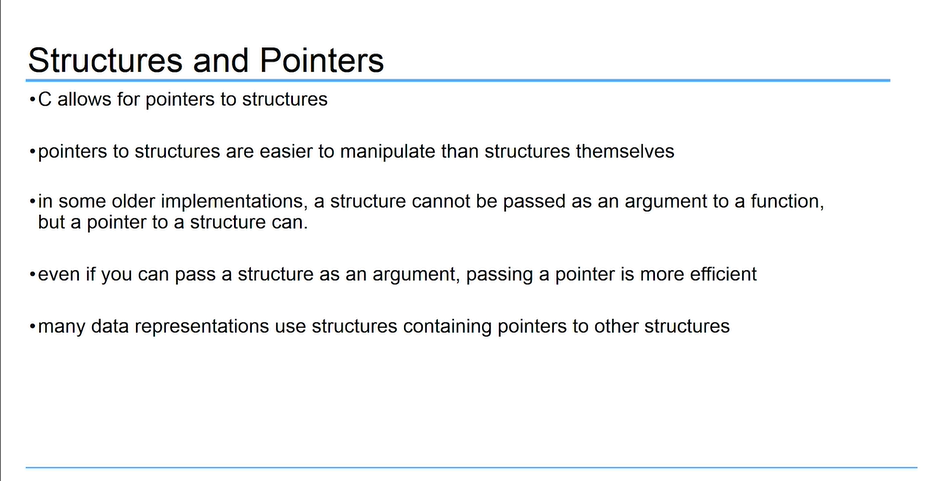 Structures and Pointers
•C allows for pointers to structures
•pointers to structures are easier to manipulate than structures themselves
•in some older implementations, a structure cannot be passed as an argument to a function,
but a pointer to a structure can.
•even if you can pass a structure as an argument, passing a pointer is more efficient
•many data representations use structures containing pointers to other structures